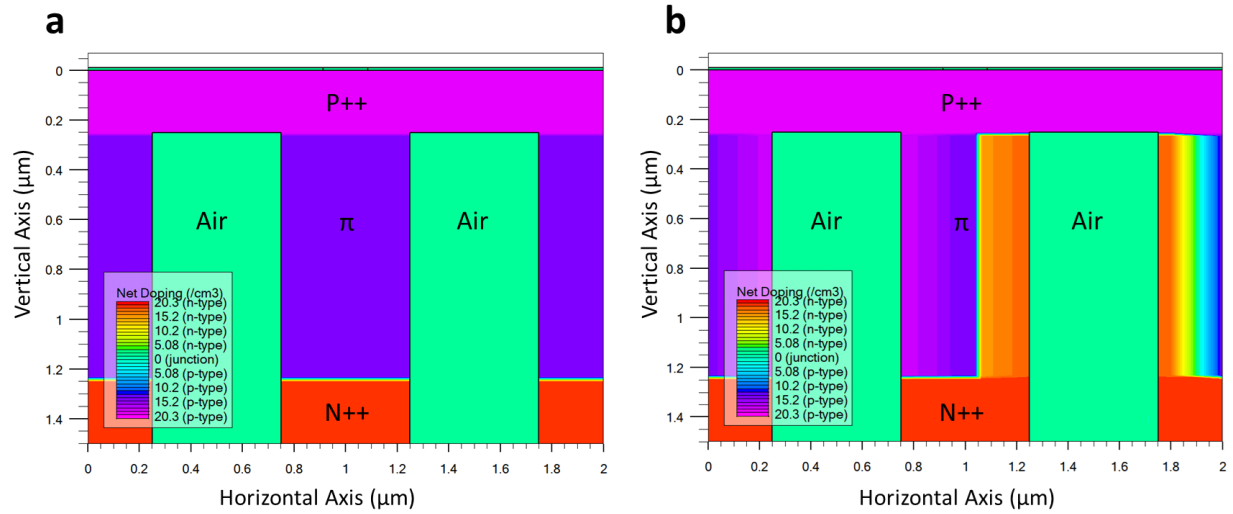 a
P++
Air
π
Air
N++
Net Doping (/cm3)
20.3 (n-type)
15.2 (n-type)
10.2 (n-type)
5.08 (n-type)
0 (junction)
5.08 (p-type)
10.2 (p-type)
15.2 (p-type)
20.3 (p-type)
Vertical Axis (μm)
0
0.2
0.4
0.6
0.8
1
1.2
1.4
0 0.2 0.4 0.6 0.8 1 1.2 1.4 1.6 1.8 2
Horizontal Axis (μm)
b
P++
Air
π
Air
N++
Net Doping (/cm3)
20.3 (n-type)
15.2 (n-type)
10.2 (n-type)
5.08 (n-type)
0 (junction)
5.08 (p-type)
10.2 (p-type)
15.2 (p-type)
20.3 (p-type)
Vertical Axis (μm)
0
0.2
0.4
0.6
0.8
1
1.2
1.4
0 0.2 0.4 0.6 0.8 1 1.2 1.4 1.6 1.8 2
Horizontal Axis (μm)